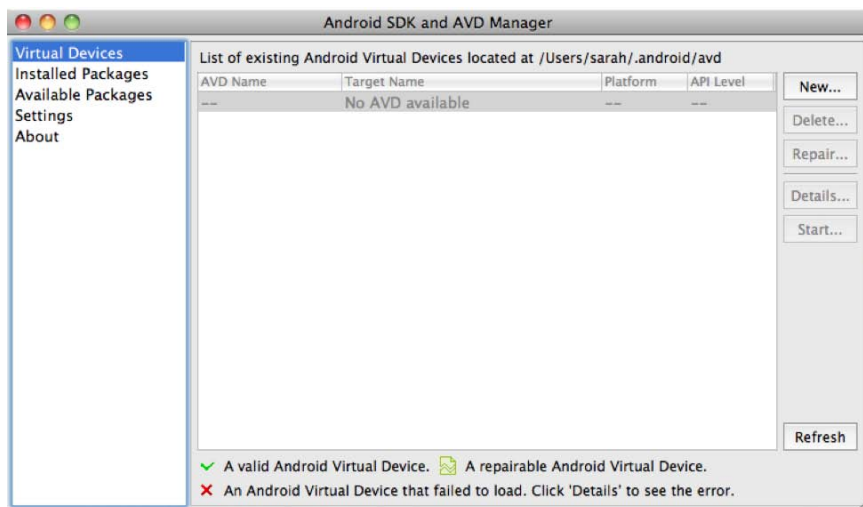 Android SDK and AVD Manager
Virtual Devices
Installed Packages
Available Packages
Settings
About
List of existing Android Virtual Devices located at /Users/sarah/.android/avd
AVD Name Target Name Platform API Level
-- No AVD available -- --
New...
Delete...
Repair...
Details...
Start...
Refresh
A valid Android Virtual Device. A repairable Android Virtual Device.
An Android Virtual Device that failed to load. Click 'Details' to see the error.